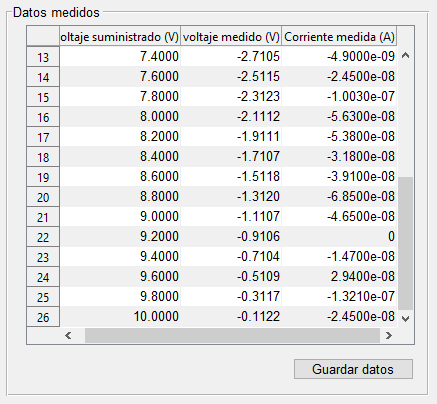 Datos medidos
oltaje suministrado (V) voltaje medido (V) Corriente medida (A)
13 7.4000 -2.7105 -4.9000e-09
14 7.6000 -2.5115 -2.4500e-08
15 7.8000 -2.3123 -1.0030e-07
16 8.0000 -2.1112 -5.6300e-08
17 8.2000 -1.9111 -5.3800e-08
18 8.4000 -1.7107 -3.1800e-08
19 8.6000 -1.5118 -3.9100e-08
20 8.8000 -1.3120 -6.8500e-08
21 9.0000 -1.1107 -4.6500e-08
22 9.2000 -0.9106 0
23 9.4000 -0.7104 -1.4700e-08
24 9.6000 -0.5109 2.9400e-08
25 9.8000 -0.3117 -1.3210e-07
26 10.0000 -0.1122 -2.4500e-08
Guardar datos